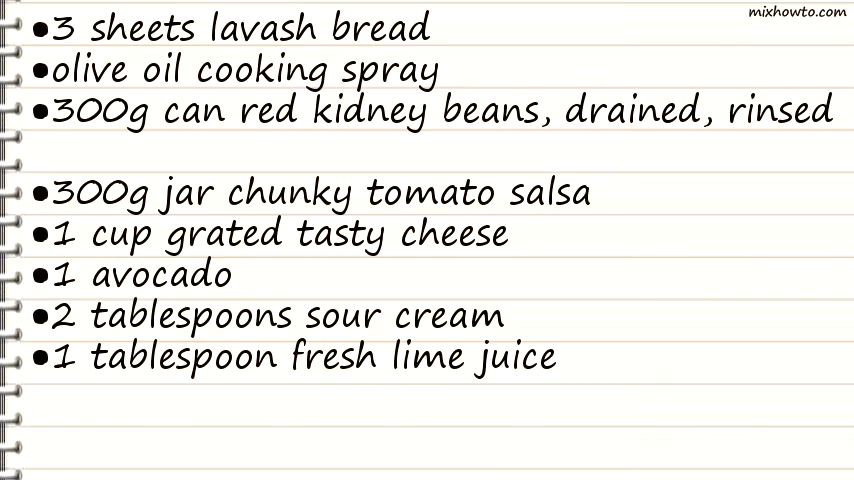 mixhowto.com
•3 sheets lavash bread
•olive oil cooking spray
•300g can red kidney beans, drained, rinsed
•300g jar chunky tomato salsa
•1 cup grated tasty cheese
•1 avocado
•2 tablespoons sour cream
•1 tablespoon fresh lime juice